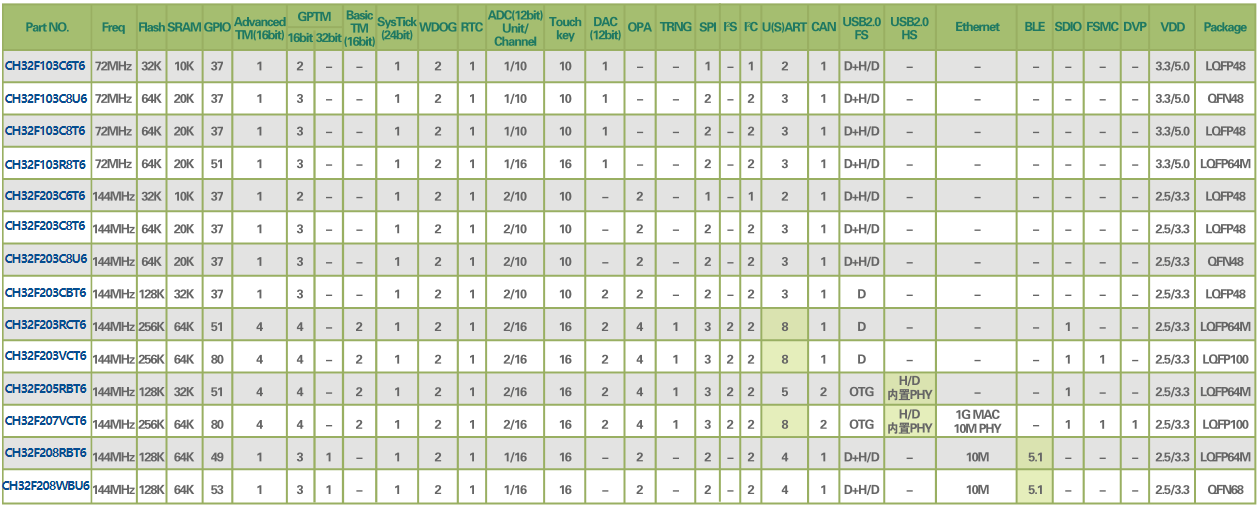 Part NO. Freq Flash SRAM GPIO Advanced TM(16bit) GPTM 16bit 32bit Basic TM (16bit) SysTick (24bit) WDOG RTC ADC(12bit) Unit/ Channel Touch key DAC (12bit) OPA TRNG SPI I²S I²C U(S)ART CAN USB2.0 FS USB2.0 HS Ethernet BLE SDIO FSMC DVP VDD Package
CH32F103C6T6 72MHz 32K 10K 37 1 2 – – 1 2 1 1/10 10 1 – – 1 – 1 2 1 D+H/D – – – – – – 3.3/5.0 LQFP48
CH32F103C8U6 72MHz 64K 20K 37 1 3 – – 1 2 1 1/10 10 1 – – 2 – 2 3 1 D+H/D – – – – – – 3.3/5.0 QFN48
CH32F103C8T6 72MHz 64K 20K 37 1 3 – – 1 2 1 1/10 10 1 – – 2 – 2 3 1 D+H/D – – – – – – 3.3/5.0 LQFP48
CH32F103R8T6 72MHz 64K 20K 51 1 3 – – 1 2 1 1/16 16 1 – – 2 – 2 3 1 D+H/D – – – – – – 3.3/5.0 LQFP64M
CH32F203C6T6 144MHz 32K 10K 37 1 2 – – 1 2 1 2/10 10 – 2 – 1 – 1 2 1 D+H/D – – – – – – 2.5/3.3 LQFP48
CH32F203C8T6 144MHz 64K 20K 37 1 3 – – 1 2 1 2/10 10 – 2 – 2 – 2 3 1 D+H/D – – – – – – 2.5/3.3 LQFP48
CH32F203C8U6 144MHz 64K 20K 37 1 3 – – 1 2 1 2/10 10 – 2 – 2 – 2 3 1 D+H/D – – – – – – 2.5/3.3 QFN48
CH32F203CBT6 144MHz 128K 32K 37 1 3 – – 1 2 1 2/10 10 2 2 – 2 – 2 3 1 D – – – – – – 2.5/3.3 LQFP48
CH32F203RCT6 144MHz 256K 64K 51 4 4 – 2 1 2 1 2/16 16 2 4 1 3 2 2 8 1 D – – – 1 – – 2.5/3.3 LQFP64M
CH32F203VCT6 144MHz 256K 64K 80 4 4 – 2 1 2 1 2/16 16 2 4 1 3 2 2 8 1 D – – – 1 1 – 2.5/3.3 LQFP100
CH32F205RBT6 144MHz 128K 32K 51 4 4 – 2 1 2 1 2/16 16 2 4 1 3 2 2 5 2 OTG H/D 内置PHY – – 1 – – 2.5/3.3 LQFP64M
CH32F207VCT6 144MHz 256K 64K 80 4 4 – 2 1 2 1 2/16 16 2 4 1 3 2 2 8 2 OTG H/D 内置PHY 1G MAC 10M PHY – 1 1 1 2.5/3.3 LQFP100
CH32F208RBT6 144MHz 128K 64K 49 1 3 1 – 1 2 1 1/16 16 – 2 – 2 – 2 4 1 D+H/D – 10M 5.1 – – – 2.5/3.3 LQFP64M
CH32F208WBU6 144MHz 128K 64K 53 1 3 1 – 1 2 1 1/16 16 – 2 – 2 – 2 4 1 D+H/D – 10M 5.1 – – – 2.5/3.3 QFN68